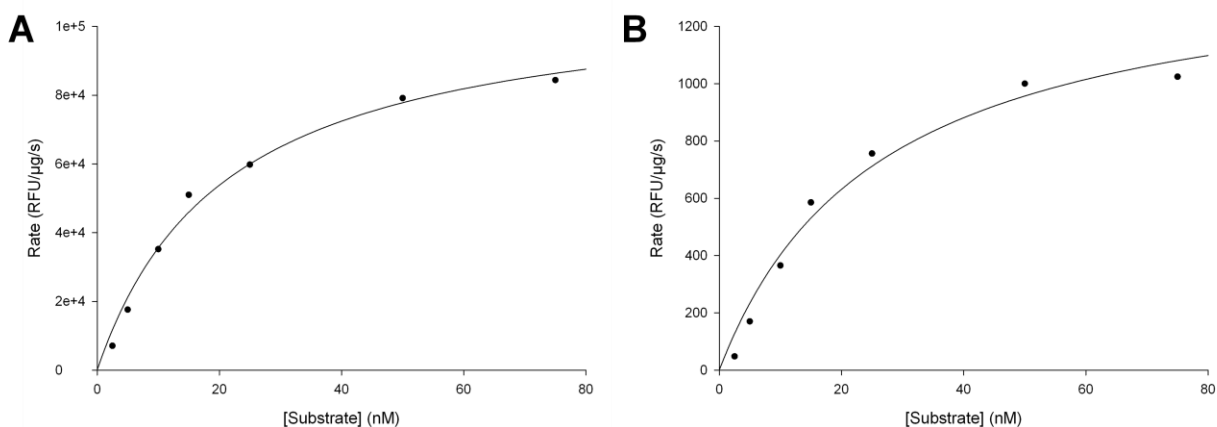 A
Rate (RFU/µg/s)
1e+5
8e+4
6e+4
4e+4
2e+4
0
0 20 40 60 80
[Substrate] (nM)
B
Rate (RFU/µg/s)
1200
1000
800
600
400
200
0
0 20 40 60 80
[Substrate] (nM)